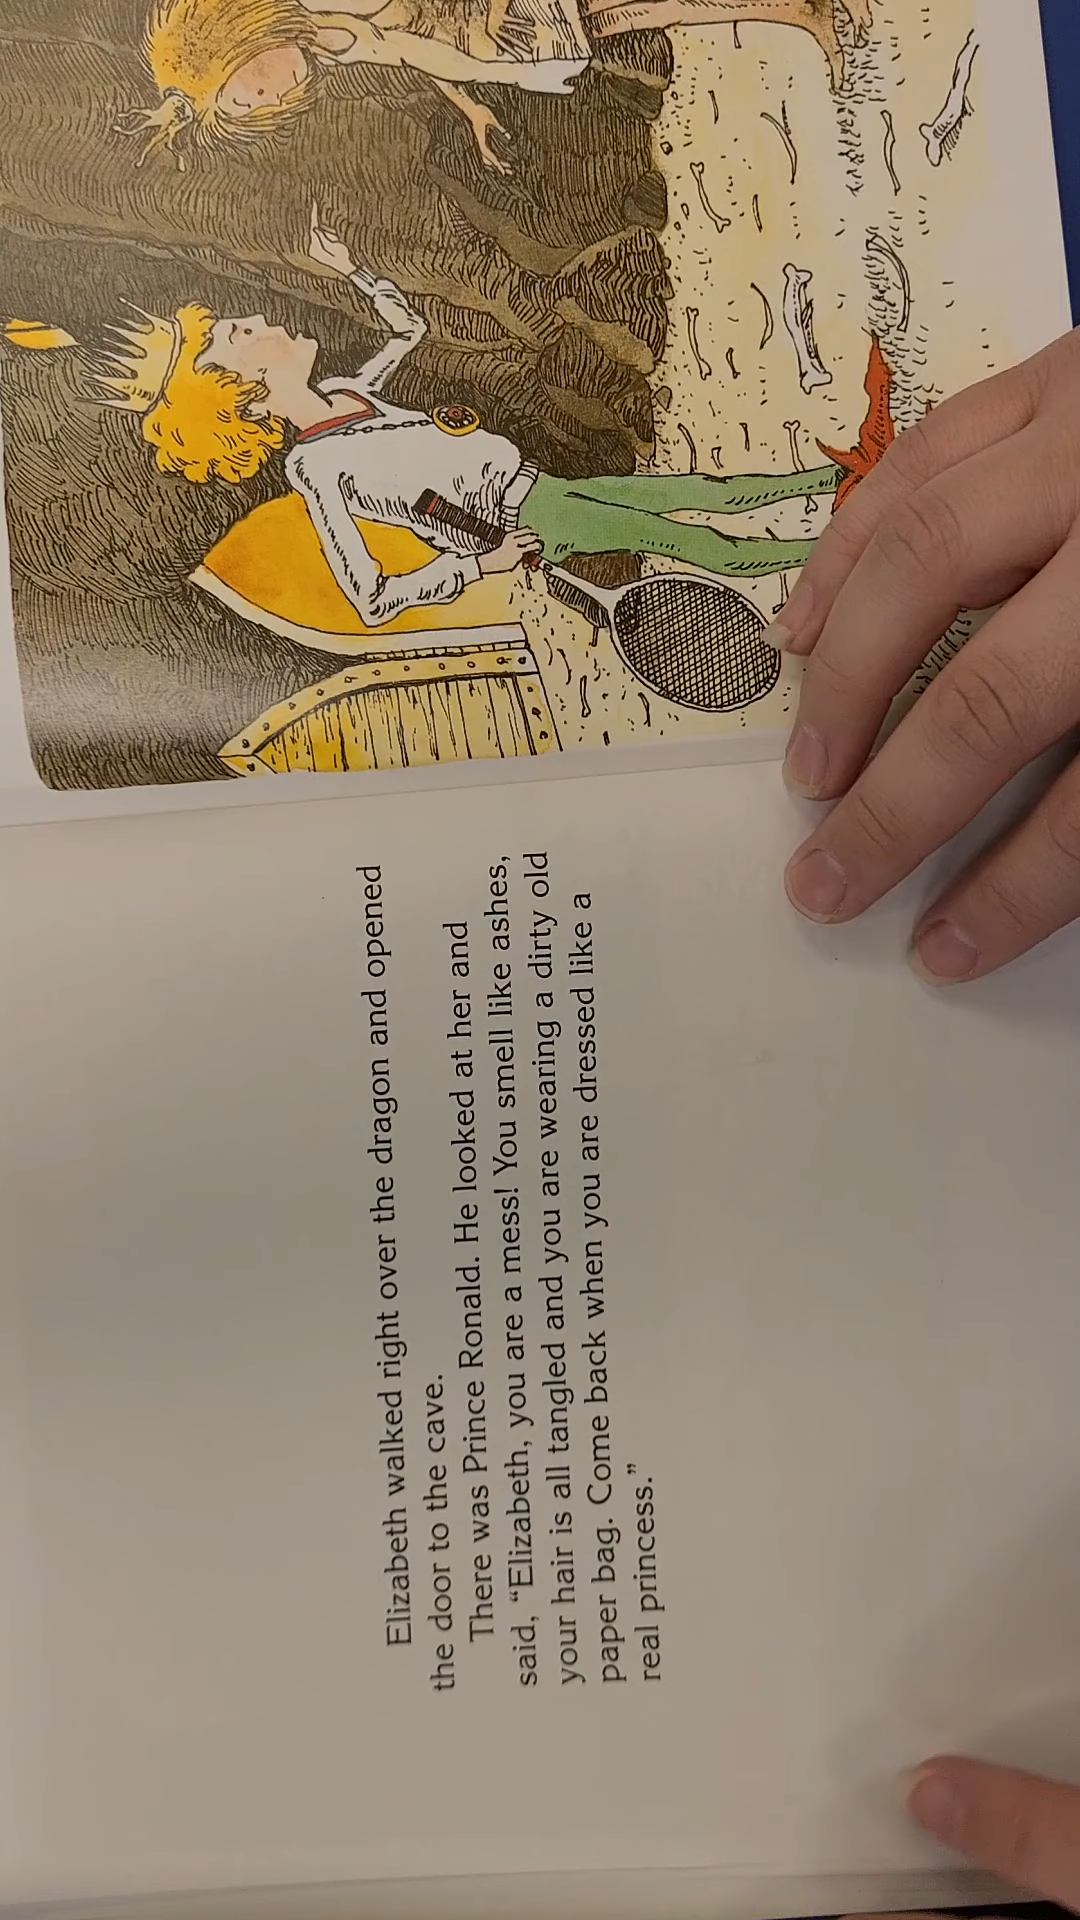 Elizabeth walked right over the dragon and opened
the door to the cave.
There was Prince Ronald. He looked at her and
said, “Elizabeth, you are a mess! You smell like ashes,
your hair is all tangled and you are wearing a dirty old
paper bag. Come back when you are dressed like a
real princess.”